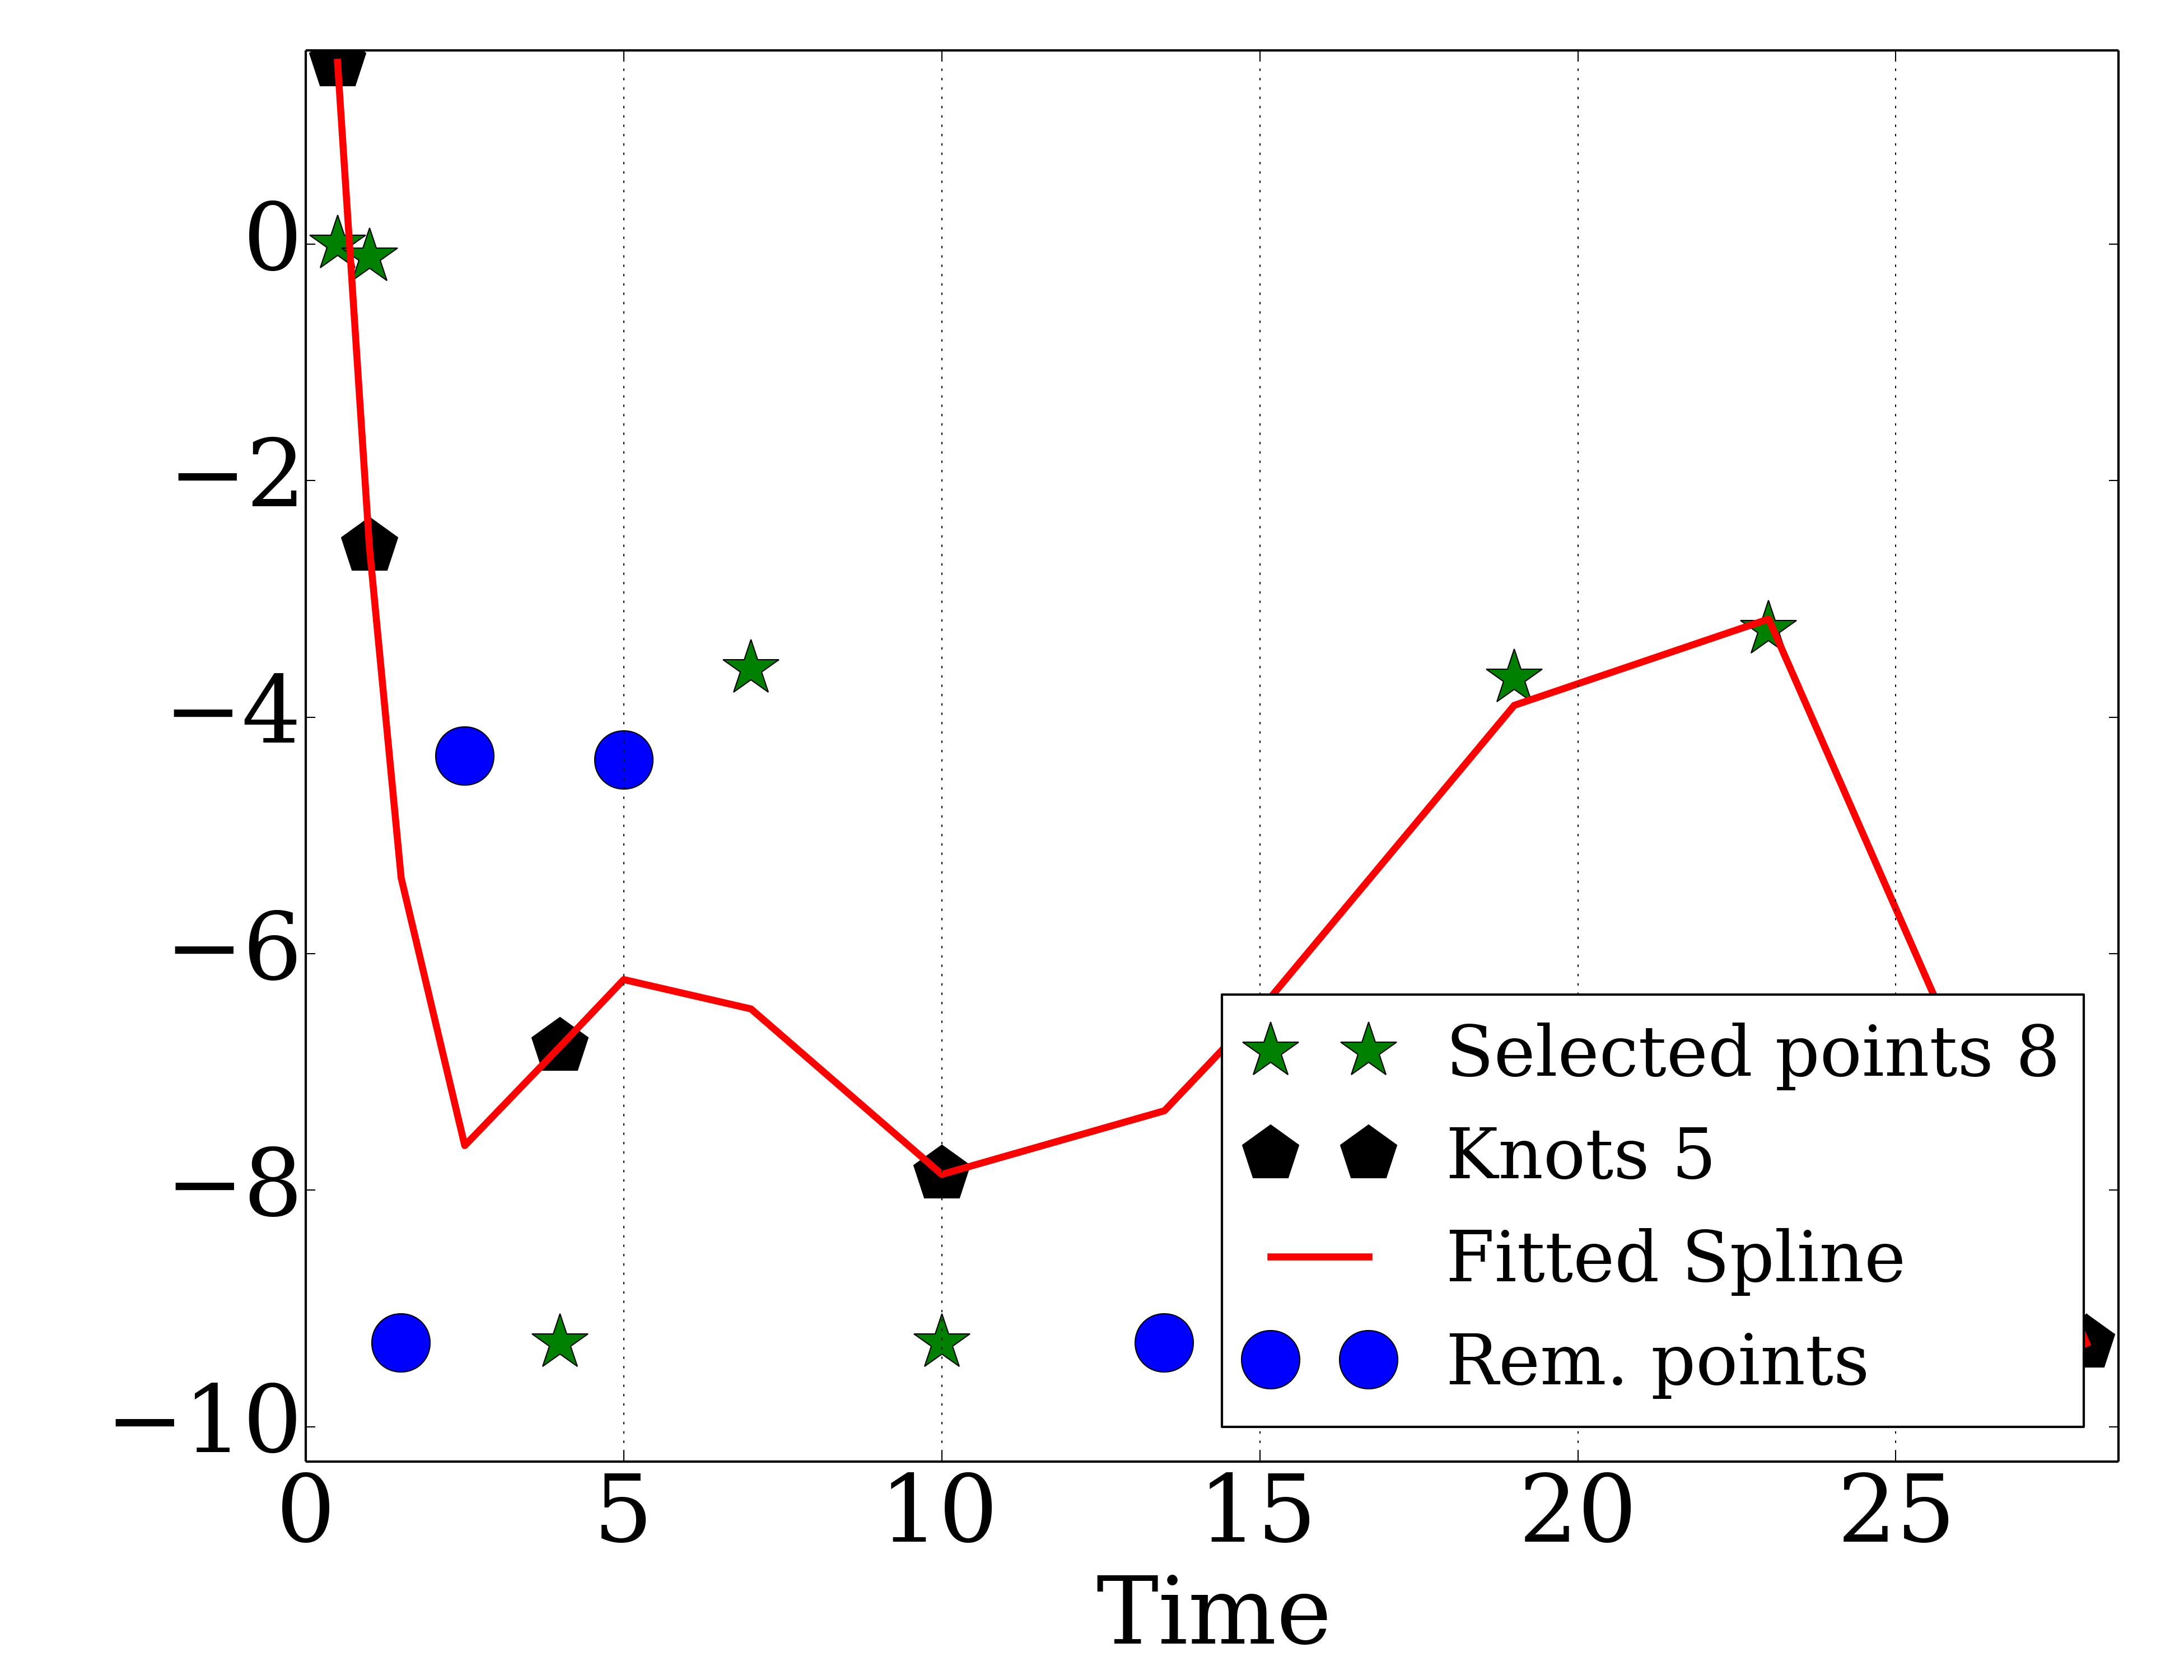 0
−2
−4
−6
−8
−10
0 5 10 15 20 25
Time
Selected points 8
Knots 5
Fitted Spline
Rem. points